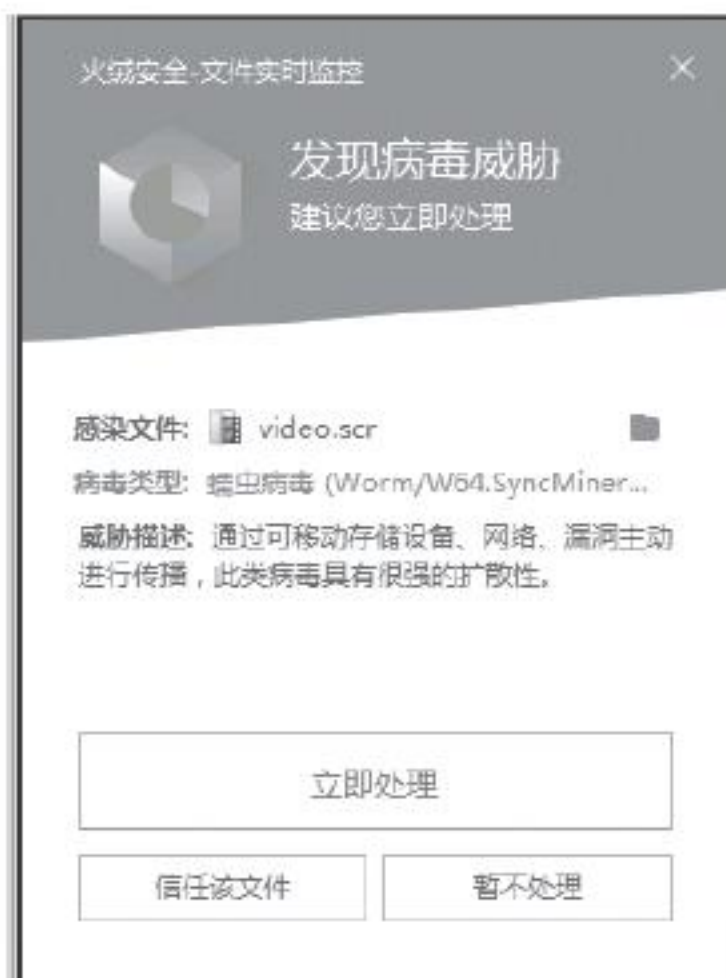 火绒安全-文件实时监控
发现病毒威胁
建议您立即处理
感染文件: video.scr
病毒类型: 蠕虫病毒 (Worm/W64.SyncMiner...
威胁描述: 通过可移动存储设备、网络、漏洞主动
进行传播，此类病毒具有很强的扩散性。
立即处理
信任该文件
暂不处理